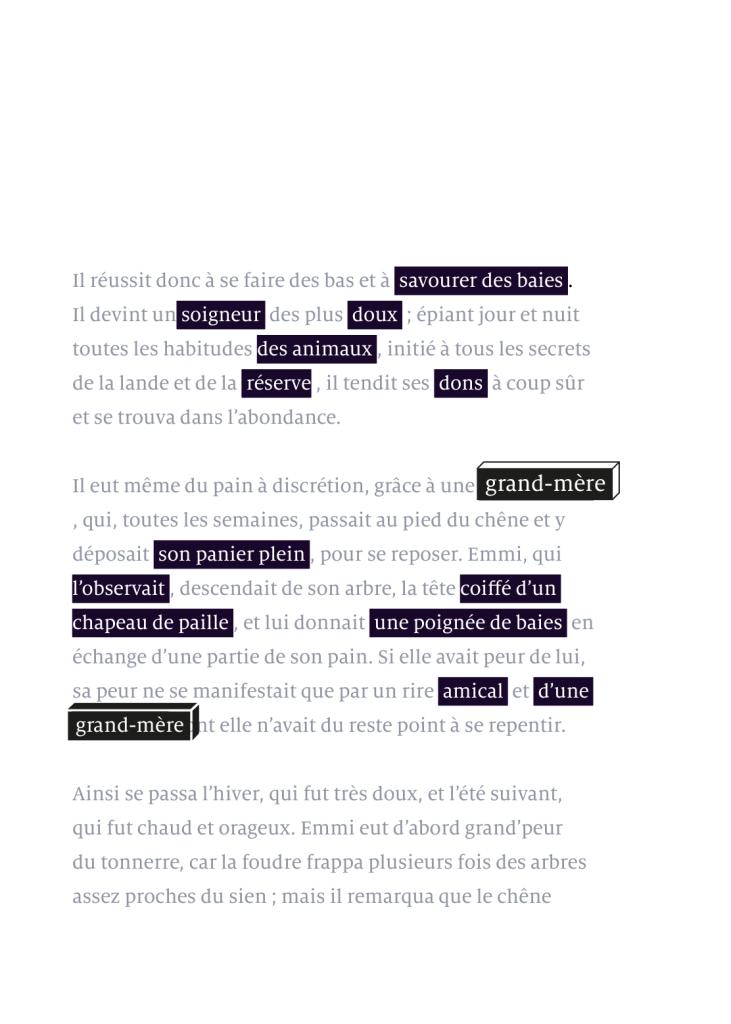 Il réussit donc à se faire des bas et à savourer des baies.
Il devint un soigneur des plus doux ; épiant jour et nuit
toutes les habitudes des animaux, initié à tous les secrets
de la lande et de la réserve, il tendit ses dons à coup sûr
et se trouva dans l’abondance.

Il eut même du pain à discrétion, grâce à une grand-mère
, qui, toutes les semaines, passait au pied du chêne et y
déposait son panier plein, pour se reposer. Emmi, qui
l’observait, descendait de son arbre, la tête coiffé d’un
chapeau de paille, et lui donnait une poignée de baies en
échange d’une partie de son pain. Si elle avait peur de lui,
sa peur ne se manifestait que par un rire amical et d’une
grand-mère nt elle n’avait du reste point à se repentir.

Ainsi se passa l’hiver, qui fut très doux, et l’été suivant,
qui fut chaud et orageux. Emmi eut d’abord grand’peur
du tonnerre, car la foudre frappa plusieurs fois des arbres
assez proches du sien ; mais il remarqua que le chêne